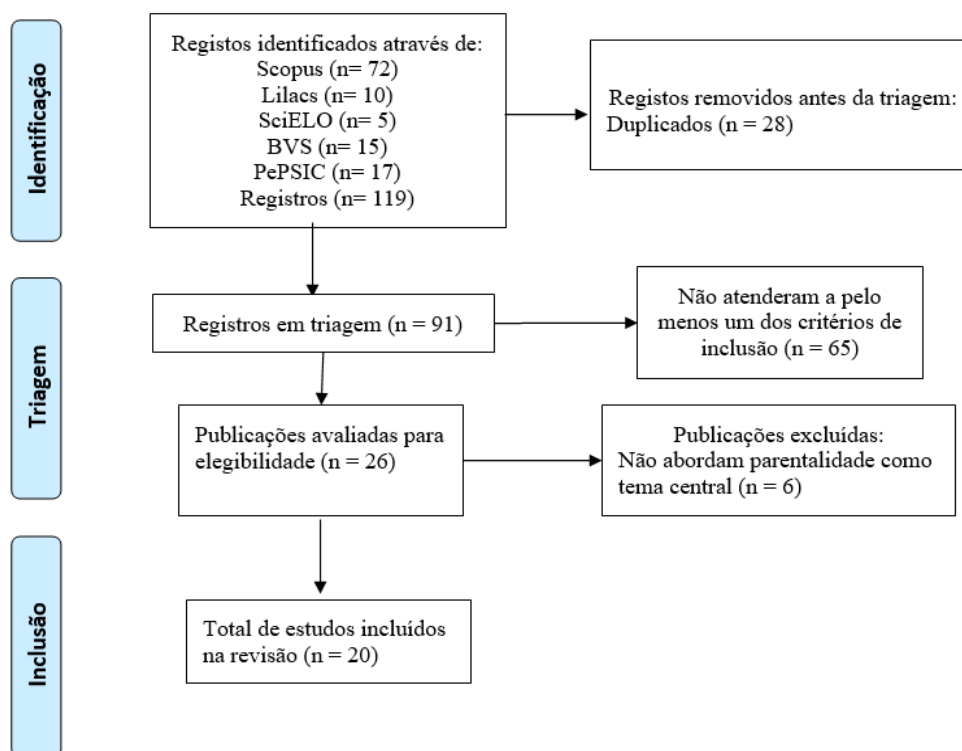 Identificação
Registos identificados através de:
Scopus (n= 72)
Lilacs (n= 10)
SciELO (n= 5)
BVS (n= 15)
PePSIC (n= 17)
Registros (n= 119)
Registos removidos antes da triagem:
Duplicados (n = 28)
Triagem
Registros em triagem (n = 91)
Não atenderam a pelo
menos um dos critérios de
inclusão (n = 65)
Publicações avaliadas para
elegibilidade (n = 26)
Publicações excluídas:
Não abordam parentalidade como
tema central (n = 6)
Inclusão
Total de estudos incluídos
na revisão (n = 20)